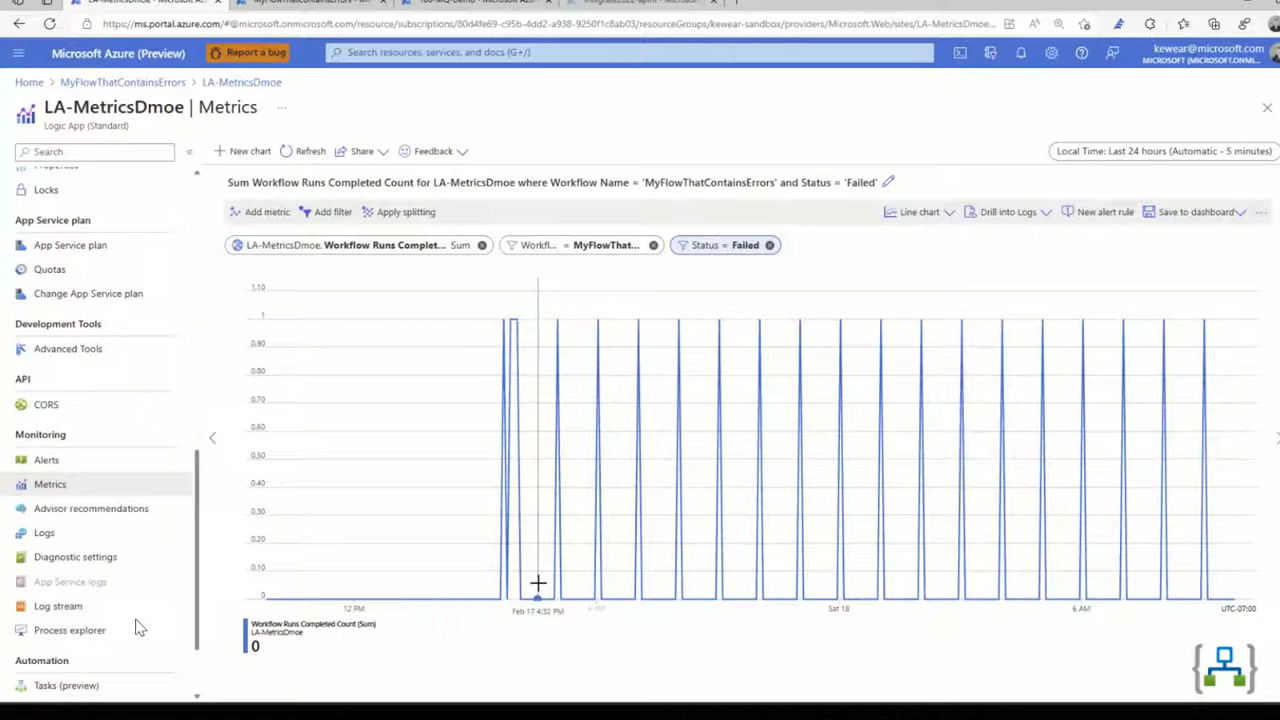 https://ms.portal.azure.com/#@onmicrosoft.onmicrosoft.com/resource/subscriptions/80d4fe69-c95b-4dd2-a938-9250f1c8ab03/resourceGroups/kewear-sandbox/providers/Microsoft.Web/sites/LA-MetricsDmoe...
Microsoft Azure (Preview)
Report a bug
Search resources, services, and docs (G+/)
kewear@microsoft.com
MICROSOFT (MICROSOFT.ONMI...
Home > MyFlowThatContainsErrors > LA-MetricsDmoe
LA-MetricsDmoe | Metrics ...
Logic App (Standard)
Search
«
New chart
Refresh
Share
Feedback
Local Time: Last 24 hours (Automatic - 5 minutes)
Properties
Locks
App Service plan
App Service plan
Quotas
Change App Service plan
Development Tools
Advanced Tools
API
CORS
Monitoring
Alerts
Metrics
Advisor recommendations
Logs
Diagnostic settings
App Service logs
Log stream
Process explorer
Automation
Tasks (preview)
Sum Workflow Runs Completed Count for LA-MetricsDmoe where Workflow Name = 'MyFlowThatContainsErrors' and Status = 'Failed'
Add metric
Add filter
Apply splitting
Line chart
Drill into Logs
New alert rule
Save to dashboard
...
LA-MetricsDmoe, Workflow Runs Complet... Sum
Workfl... = MyFlowThat...
Status = Failed
1.10
1
0.90
0.80
0.70
0.60
0.50
0.40
0.30
0.20
0.10
0
12 PM
Feb 17 4:32 PM
6 PM
Sat 18
6 AM
UTC-07:00
Workflow Runs Completed Count (Sum)
LA-MetricsDmoe
0